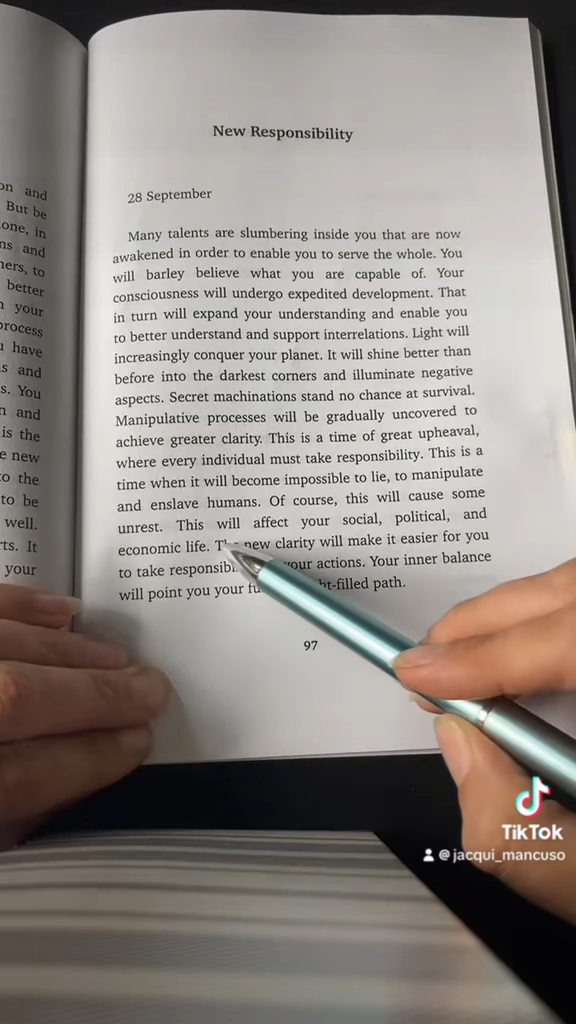 on and
But be
one, in
ns and
ners, to
better
n your
process
u have
s and
s. You
n and
is the
e new
o the
to be
well.
rts. It
your
New Responsibility
28 September
Many talents are slumbering inside you that are now
awakened in order to enable you to serve the whole. You
will barley believe what you are capable of. Your
consciousness will undergo expedited development. That
in turn will expand your understanding and enable you
to better understand and support interrelations. Light will
increasingly conquer your planet. It will shine better than
before into the darkest corners and illuminate negative
aspects. Secret machinations stand no chance at survival.
Manipulative processes will be gradually uncovered to
achieve greater clarity. This is a time of great upheaval,
where every individual must take responsibility. This is a
time when it will become impossible to lie, to manipulate
and enslave humans. Of course, this will cause some
unrest. This will affect your social, political, and
economic life. The new clarity will make it easier for you
to take responsibi your actions. Your inner balance
will point you your fu ht-filled path.
97
TikTok
@jacqui_mancuso